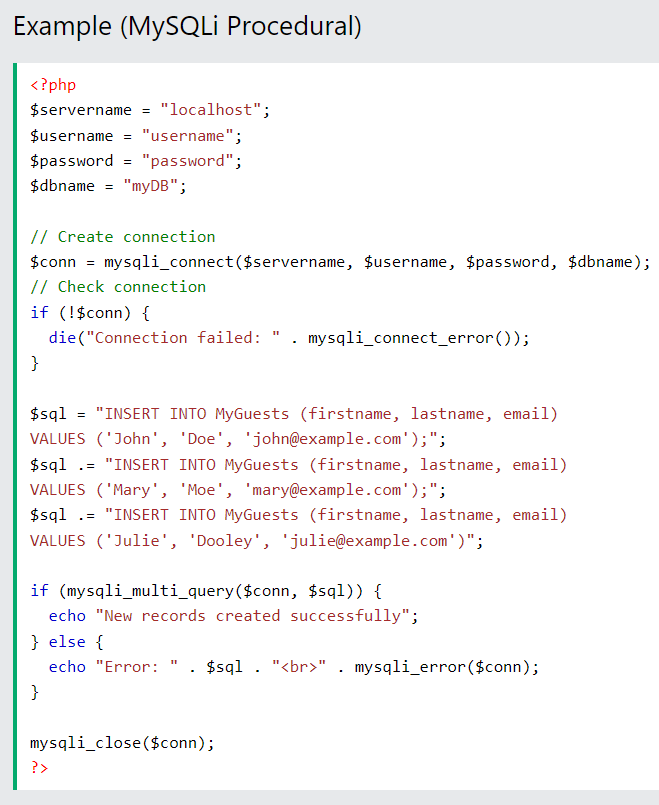 Example (MySQLi Procedural)
<?php
$servername = "localhost";
$username = "username";
$password = "password";
$dbname = "myDB";
// Create connection
$conn = mysqli_connect($servername, $username, $password, $dbname);
// Check connection
if (!$conn) {
  die("Connection failed: " . mysqli_connect_error());
}
$sql = "INSERT INTO MyGuests (firstname, lastname, email)
VALUES ('John', 'Doe', 'john@example.com');";
$sql .= "INSERT INTO MyGuests (firstname, lastname, email)
VALUES ('Mary', 'Moe', 'mary@example.com');";
$sql .= "INSERT INTO MyGuests (firstname, lastname, email)
VALUES ('Julie', 'Dooley', 'julie@example.com')";
if (mysqli_multi_query($conn, $sql)) {
  echo "New records created successfully";
} else {
  echo "Error: " . $sql . "<br>" . mysqli_error($conn);
}
mysqli_close($conn);
?>